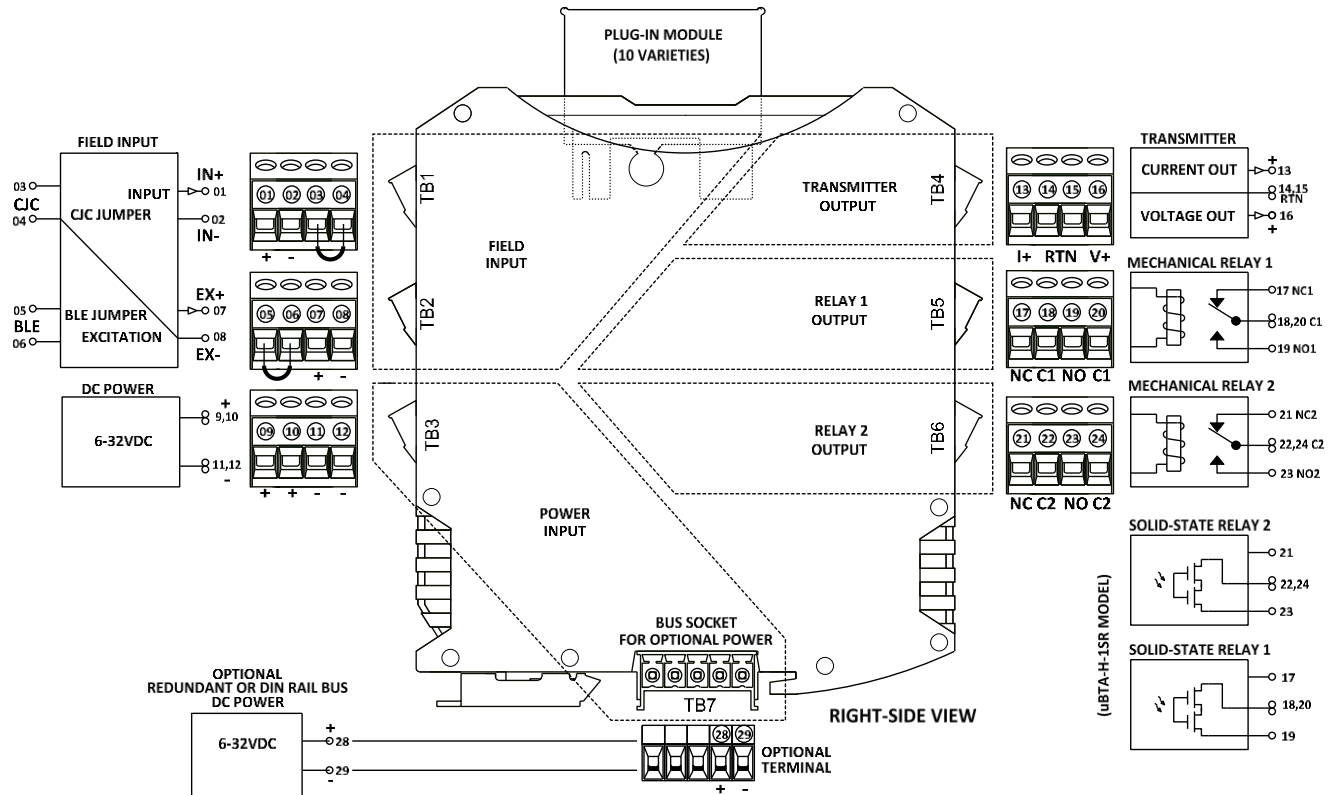 PLUG-IN MODULE
(10 VARIETIES)
FIELD INPUT
03
CJC
04
INPUT
CJC JUMPER
IN+
01
02
IN-
05
BLE
06
BLE JUMPER
EXCITATION
EX+
07
08
EX-
DC POWER
6-32VDC
+
9,10
11,12
-
01 02 03 04
+ -
05 06 07 08
+ -
09 10 11 12
+ + - -
TB1
TB2
TB3
FIELD
INPUT
POWER
INPUT
TRANSMITTER
OUTPUT
RELAY 1
OUTPUT
RELAY 2
OUTPUT
TB4
TB5
TB6
13 14 15 16
I+ RTN V+
17 18 19 20
NC C1 NO C1
21 22 23 24
NC C2 NO C2
TRANSMITTER
CURRENT OUT
VOLTAGE OUT
+
13
14,15
RTN
16
+
MECHANICAL RELAY 1
17 NC1
18,20 C1
19 NO1
MECHANICAL RELAY 2
21 NC2
22,24 C2
23 NO2
SOLID-STATE RELAY 2
21
22,24
23
SOLID-STATE RELAY 1
17
18,20
19
(uBTA-H-1SR MODEL)
BUS SOCKET
FOR OPTIONAL POWER
TB7
RIGHT-SIDE VIEW
OPTIONAL
REDUNDANT OR DIN RAIL BUS
DC POWER
6-32VDC
+
28
29
-
28 29
+ -
OPTIONAL
TERMINAL